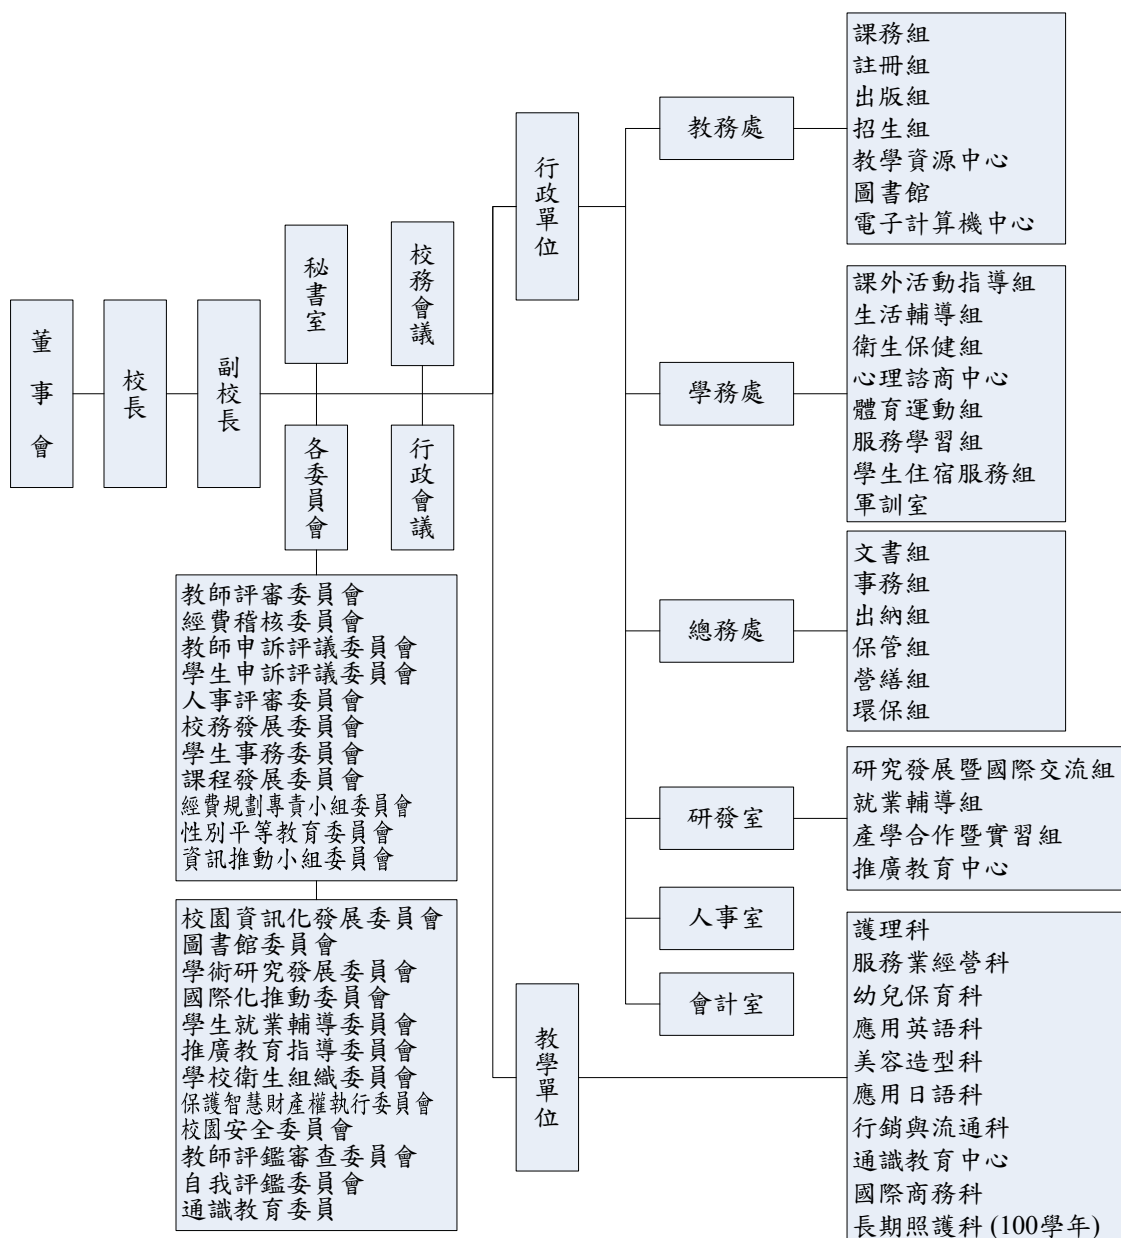 董事會
校長
副校長
秘書室
校務會議
各委員會
行政會議
教師評審委員會
經費稽核委員會
教師申訴評議委員會
學生申訴評議委員會
人事評審委員會
校務發展委員會
學生事務委員會
課程發展委員會
經費規劃專責小組委員會
性別平等教育委員會
資訊推動小組委員會
校園資訊化發展委員會
圖書館委員會
學術研究發展委員會
國際化推動委員會
學生就業輔導委員會
推廣教育指導委員會
學校衛生組織委員會
保護智慧財產權執行委員會
校園安全委員會
教師評鑑審查委員會
自我評鑑委員會
通識教育委員
行政單位
教務處
課務組
註冊組
出版組
招生組
教學資源中心
圖書館
電子計算機中心
學務處
課外活動指導組
生活輔導組
衛生保健組
心理諮商中心
體育運動組
服務學習組
學生住宿服務組
軍訓室
總務處
文書組
事務組
出納組
保管組
營繕組
環保組
研發室
研究發展暨國際交流組
就業輔導組
產學合作暨實習組
推廣教育中心
人事室
會計室
教學單位
護理科
服務業經營科
幼兒保育科
應用英語科
美容造型科
應用日語科
行銷與流通科
通識教育中心
國際商務科
長期照護科 (100學年)